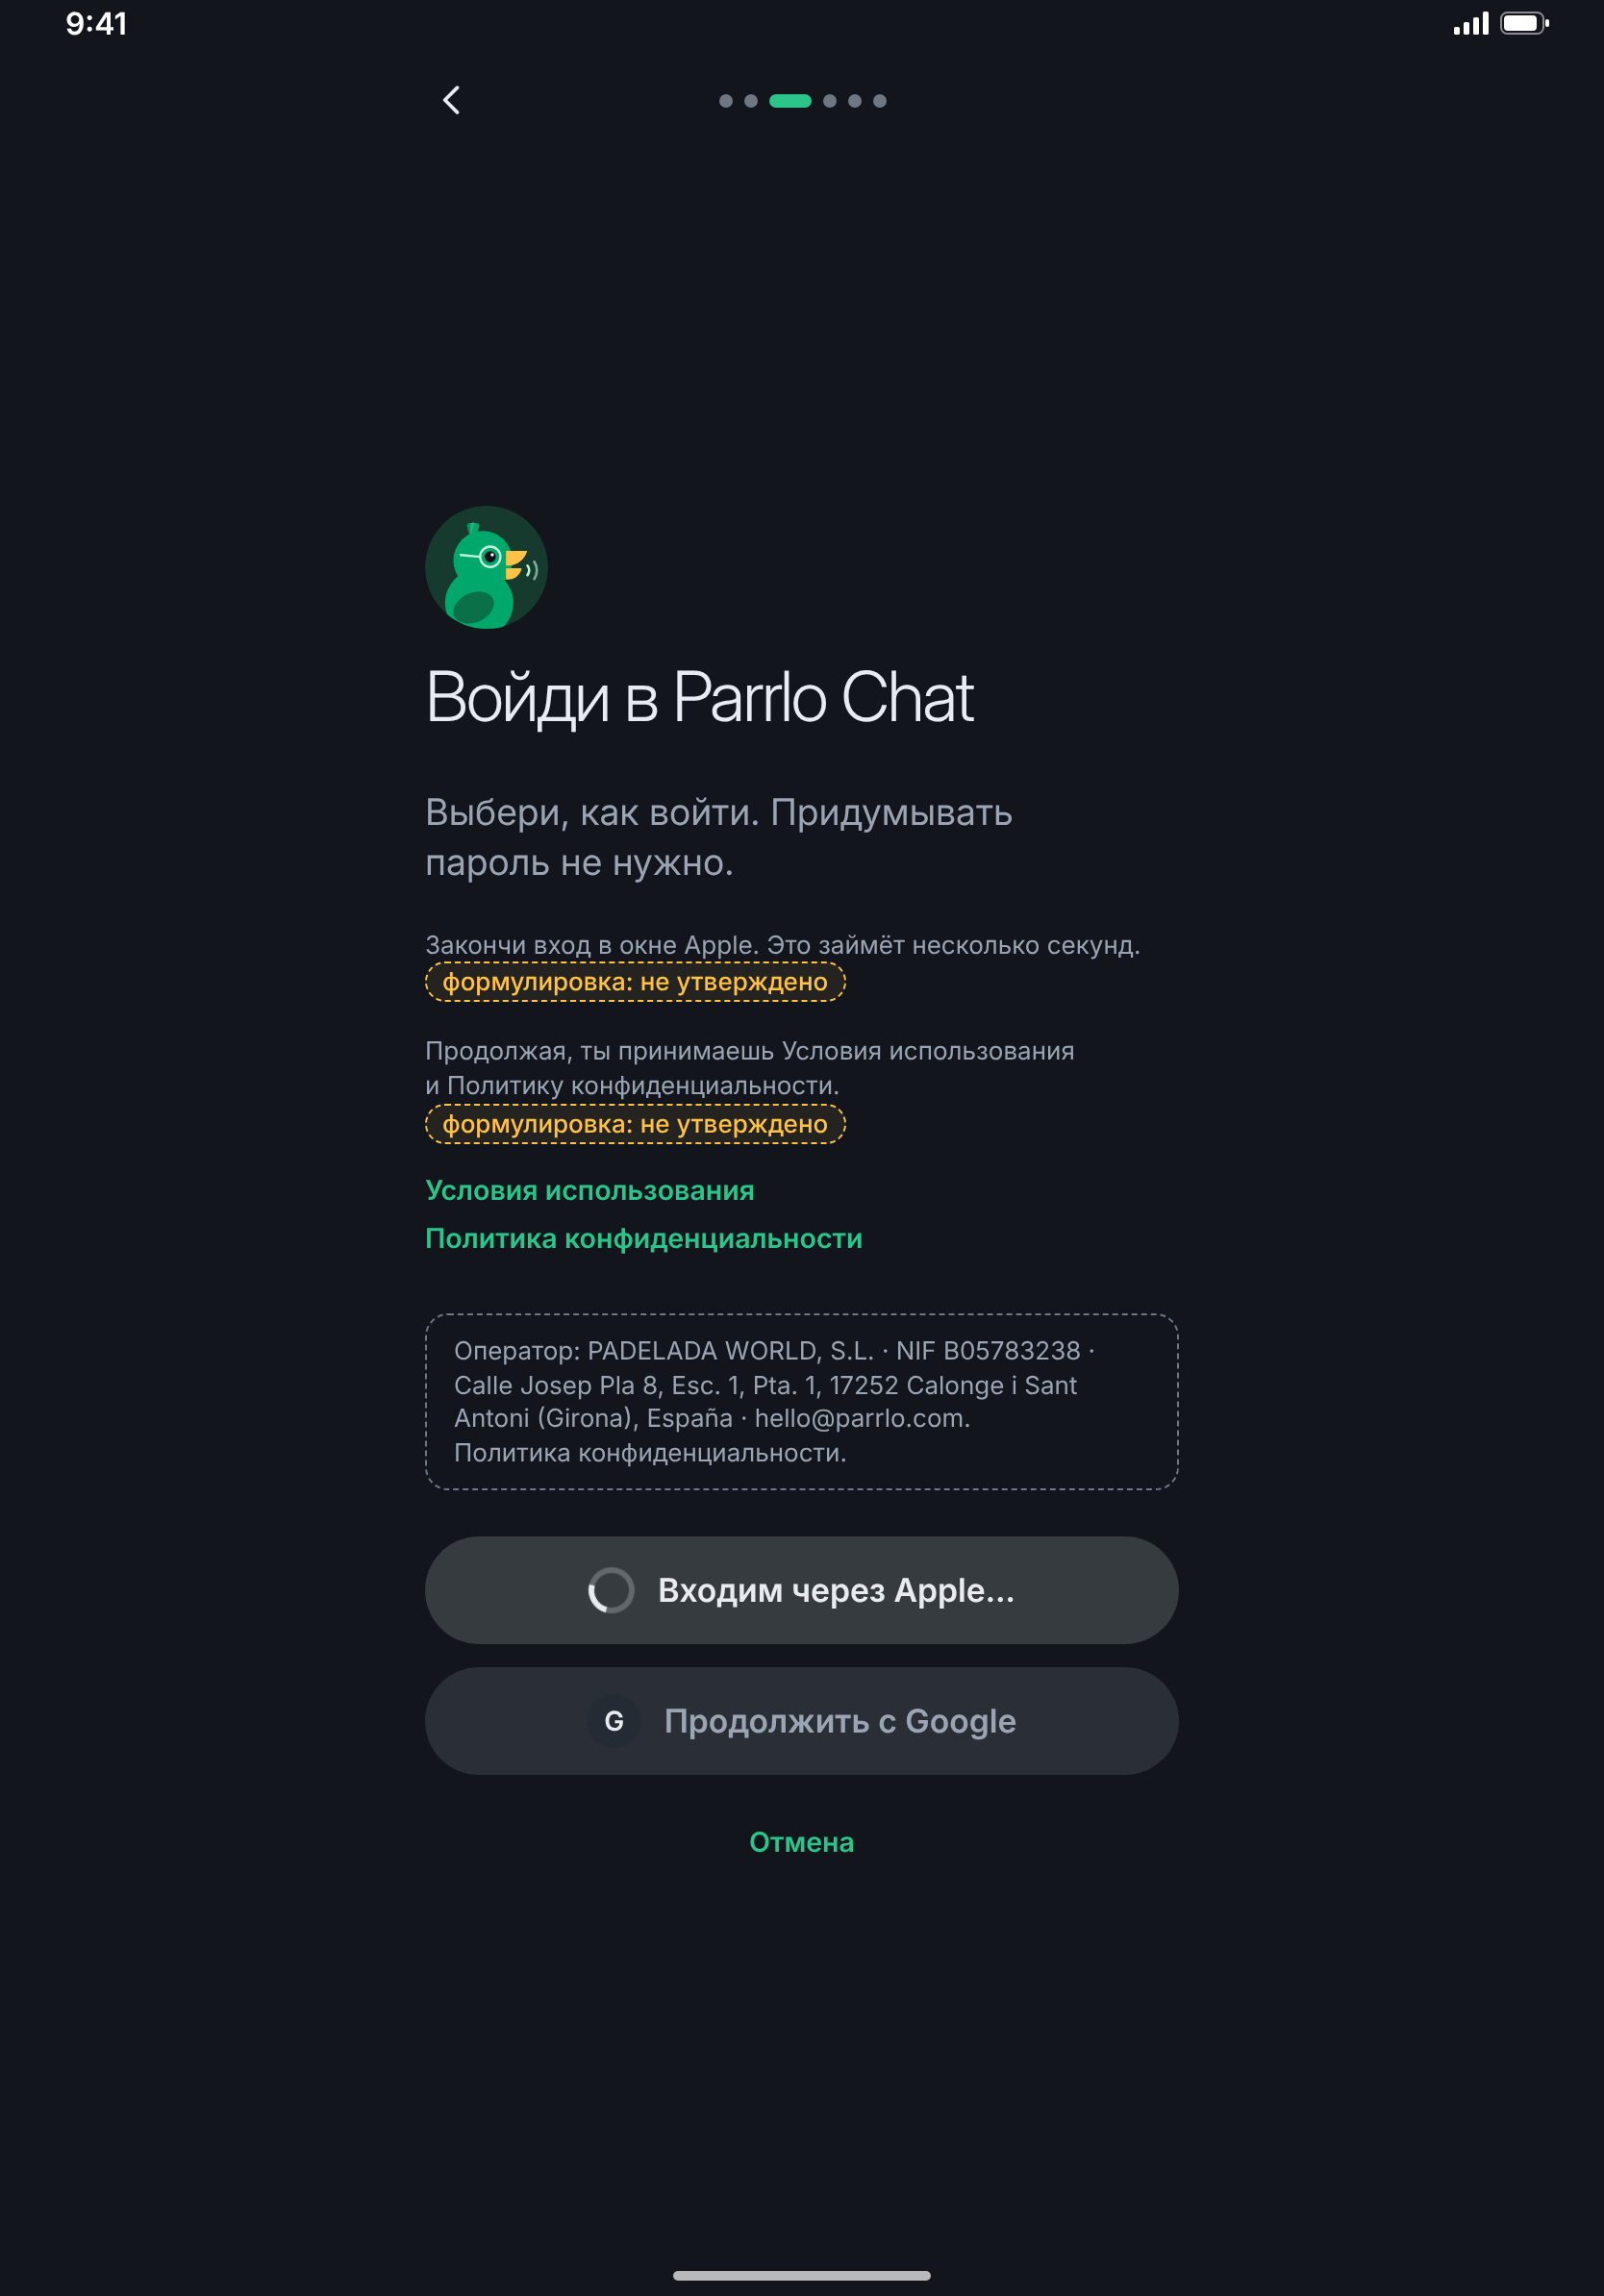 9:41
Войди в Parrlo Chat
Выбери, как войти. Придумывать
пароль не нужно.
Закончи вход в окне Apple. Это займёт несколько секунд.
формулировка: не утверждено
Продолжая, ты принимаешь Условия использования
и Политику конфиденциальности.
формулировка: не утверждено
Условия использования
Политика конфиденциальности
Оператор: PADELADA WORLD, S.L. · NIF B05783238 ·
Calle Josep Pla 8, Esc. 1, Pta. 1, 17252 Calonge i Sant
Antoni (Girona), España · hello@parrlo.com.
Политика конфиденциальности.
Входим через Apple...
G Продолжить с Google
Отмена